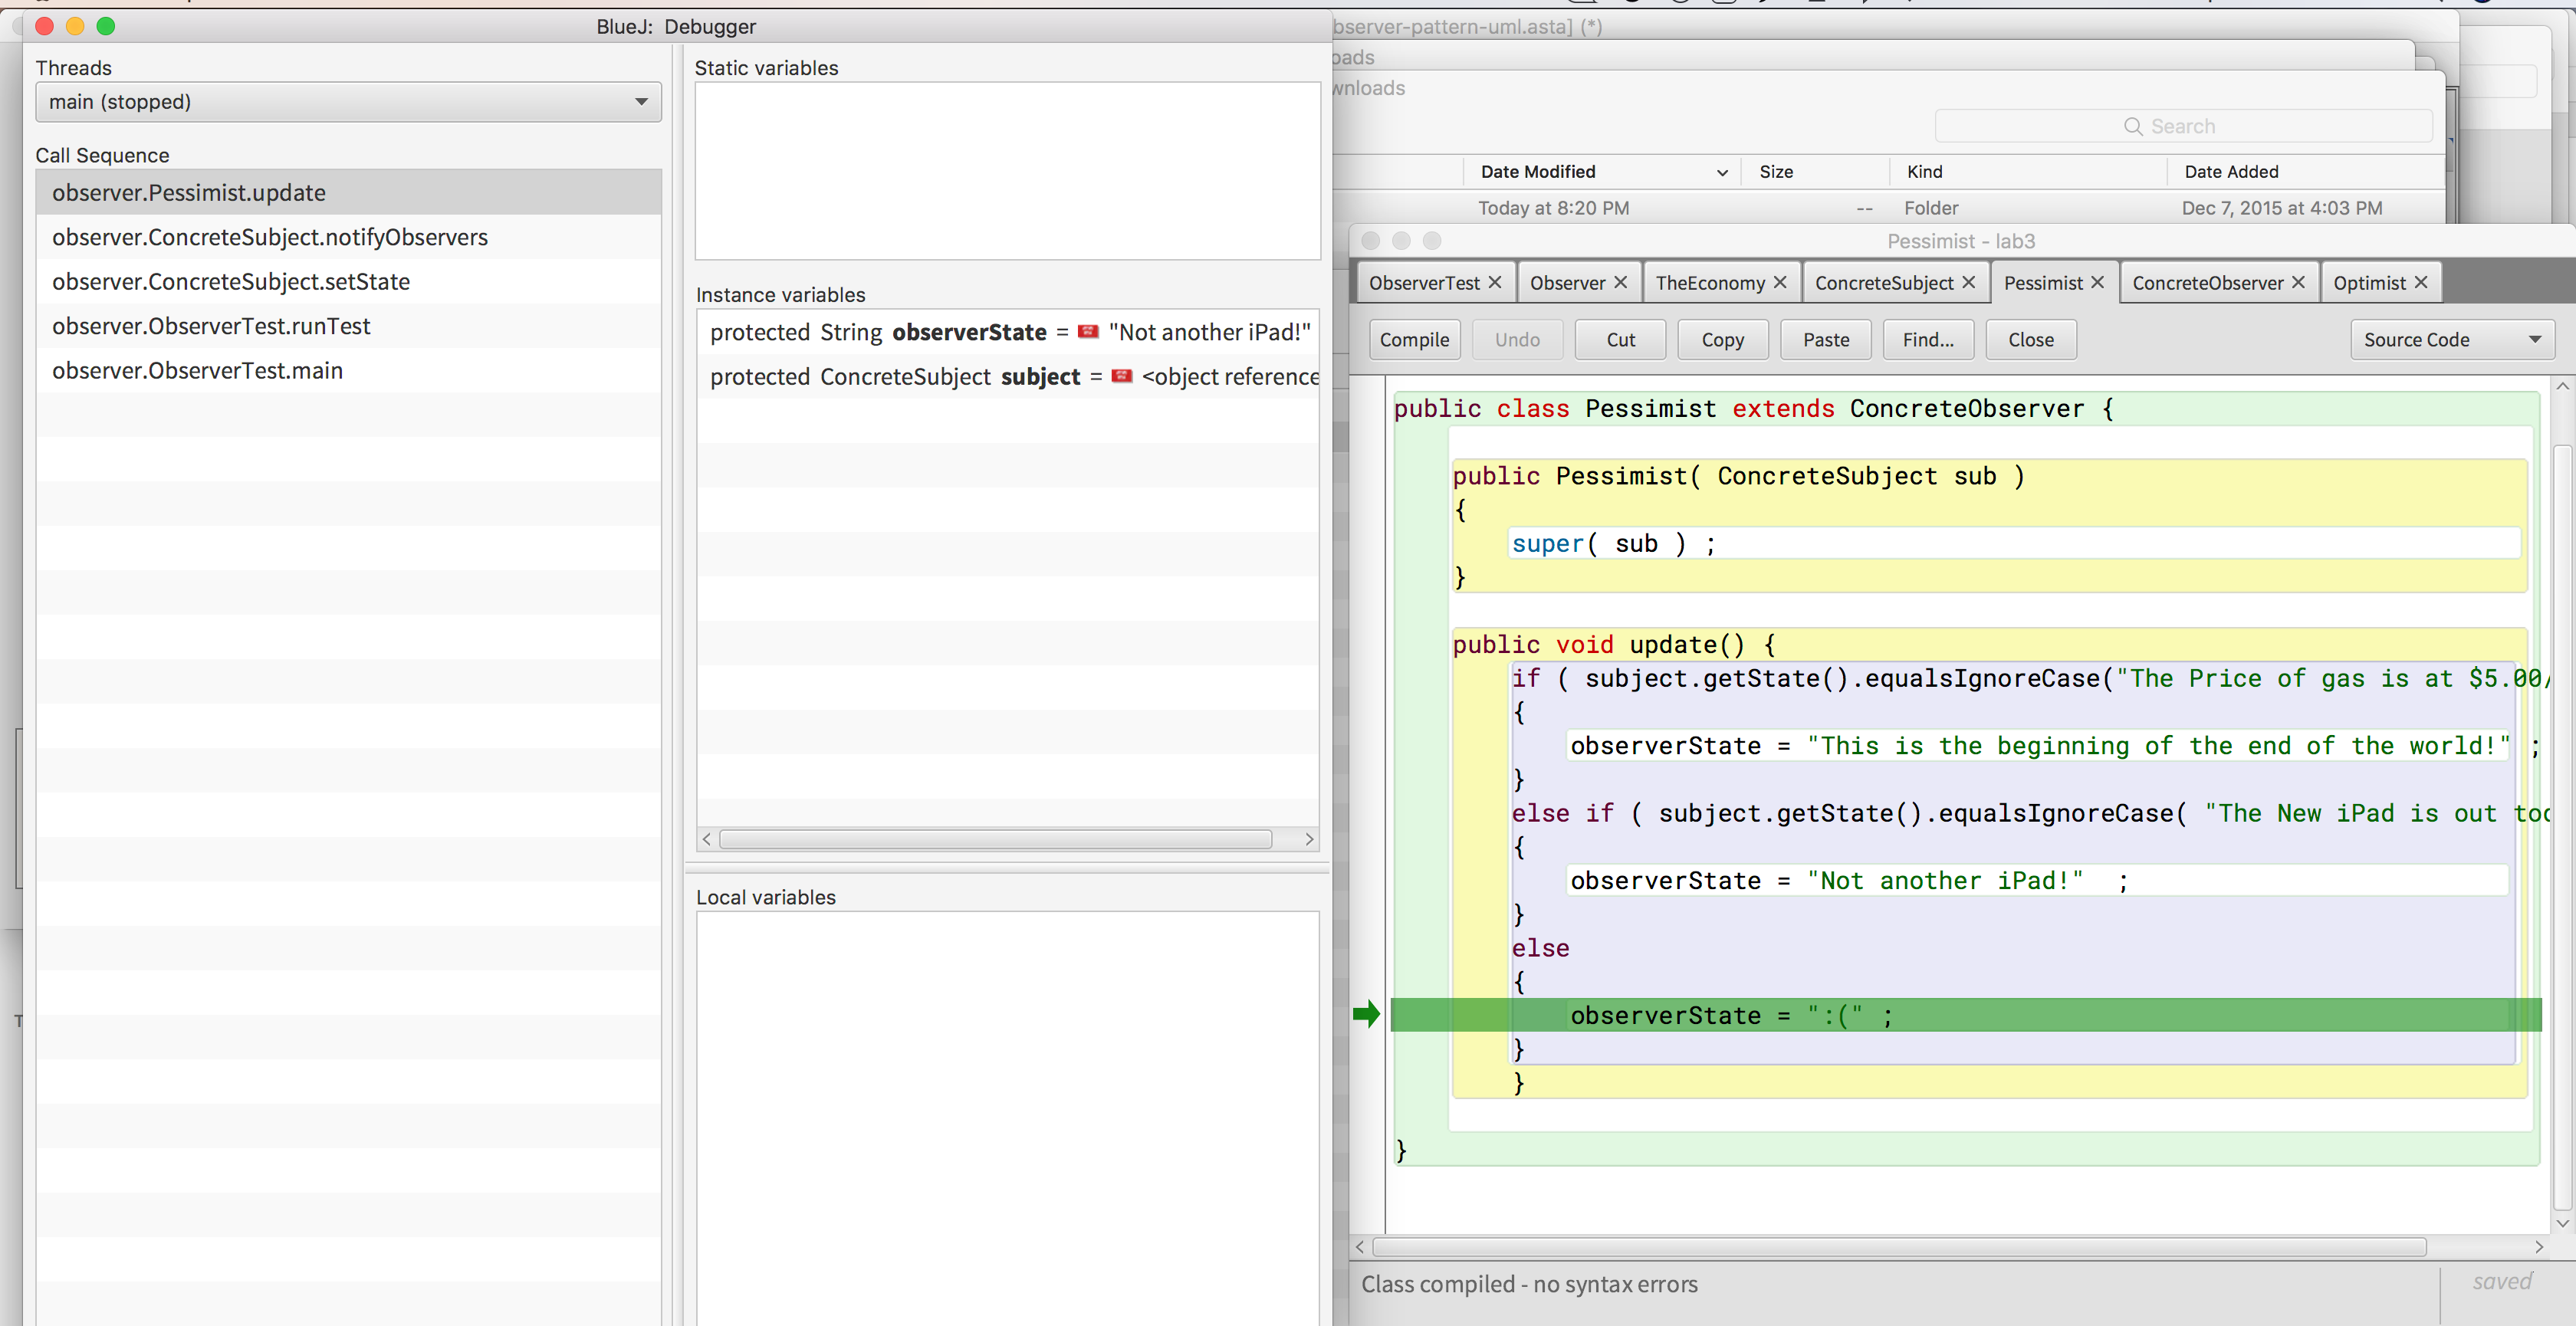 BlueJ: Debugger
Threads
main (stopped)
Call Sequence
observer.Pessimist.update
observer.ConcreteSubject.notifyObservers
observer.ConcreteSubject.setState
observer.ObserverTest.runTest
observer.ObserverTest.main
Static variables
Instance variables
protected String observerState = "Not another iPad!"
protected ConcreteSubject subject = <object reference
Local variables
bserver-pattern-uml.asta] (*)
oads
wnloads
Search
Date Modified Size Kind Date Added
Today at 8:20 PM -- Folder Dec 7, 2015 at 4:03 PM
Pessimist - lab3
ObserverTest Observer TheEconomy ConcreteSubject Pessimist ConcreteObserver Optimist
Compile Undo Cut Copy Paste Find... Close Source Code
public class Pessimist extends ConcreteObserver {
public Pessimist( ConcreteSubject sub )
{
super( sub ) ;
}
public void update() {
if ( subject.getState().equalsIgnoreCase("The Price of gas is at $5.00/
{
observerState = "This is the beginning of the end of the world!" ;
}
else if ( subject.getState().equalsIgnoreCase( "The New iPad is out too
{
observerState = "Not another iPad!" ;
}
else
{
observerState = ":(" ;
}
}
}
Class compiled - no syntax errors
saved